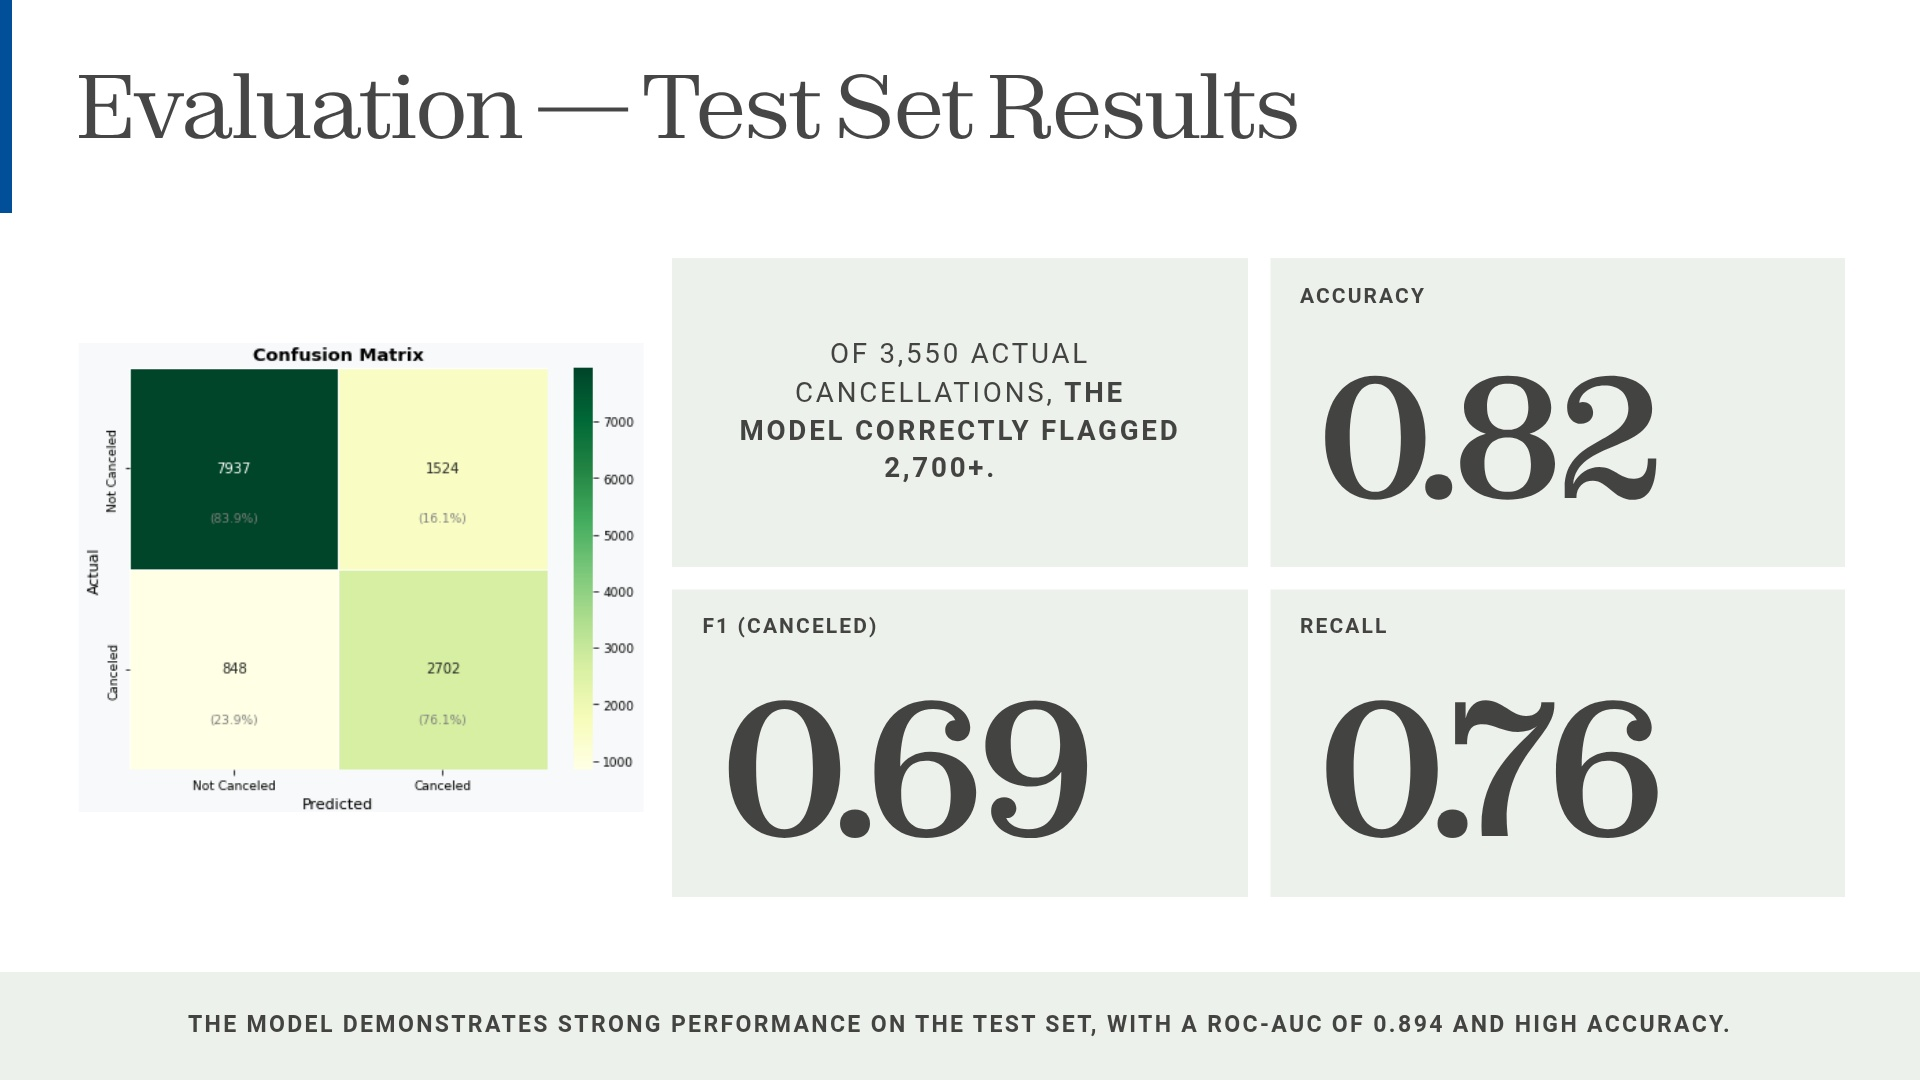 Evaluation — Test Set Results
Confusion Matrix
Not Canceled
Canceled
Actual
7937
(83.9%)
1524
(16.1%)
848
(23.9%)
2702
(76.1%)
Not Canceled
Canceled
Predicted
7000
6000
5000
4000
3000
2000
1000
OF 3,550 ACTUAL
CANCELLATIONS, THE
MODEL CORRECTLY FLAGGED
2,700+.
ACCURACY
0.82
F1 (CANCELED)
0.69
RECALL
0.76
THE MODEL DEMONSTRATES STRONG PERFORMANCE ON THE TEST SET, WITH A ROC-AUC OF 0.894 AND HIGH ACCURACY.